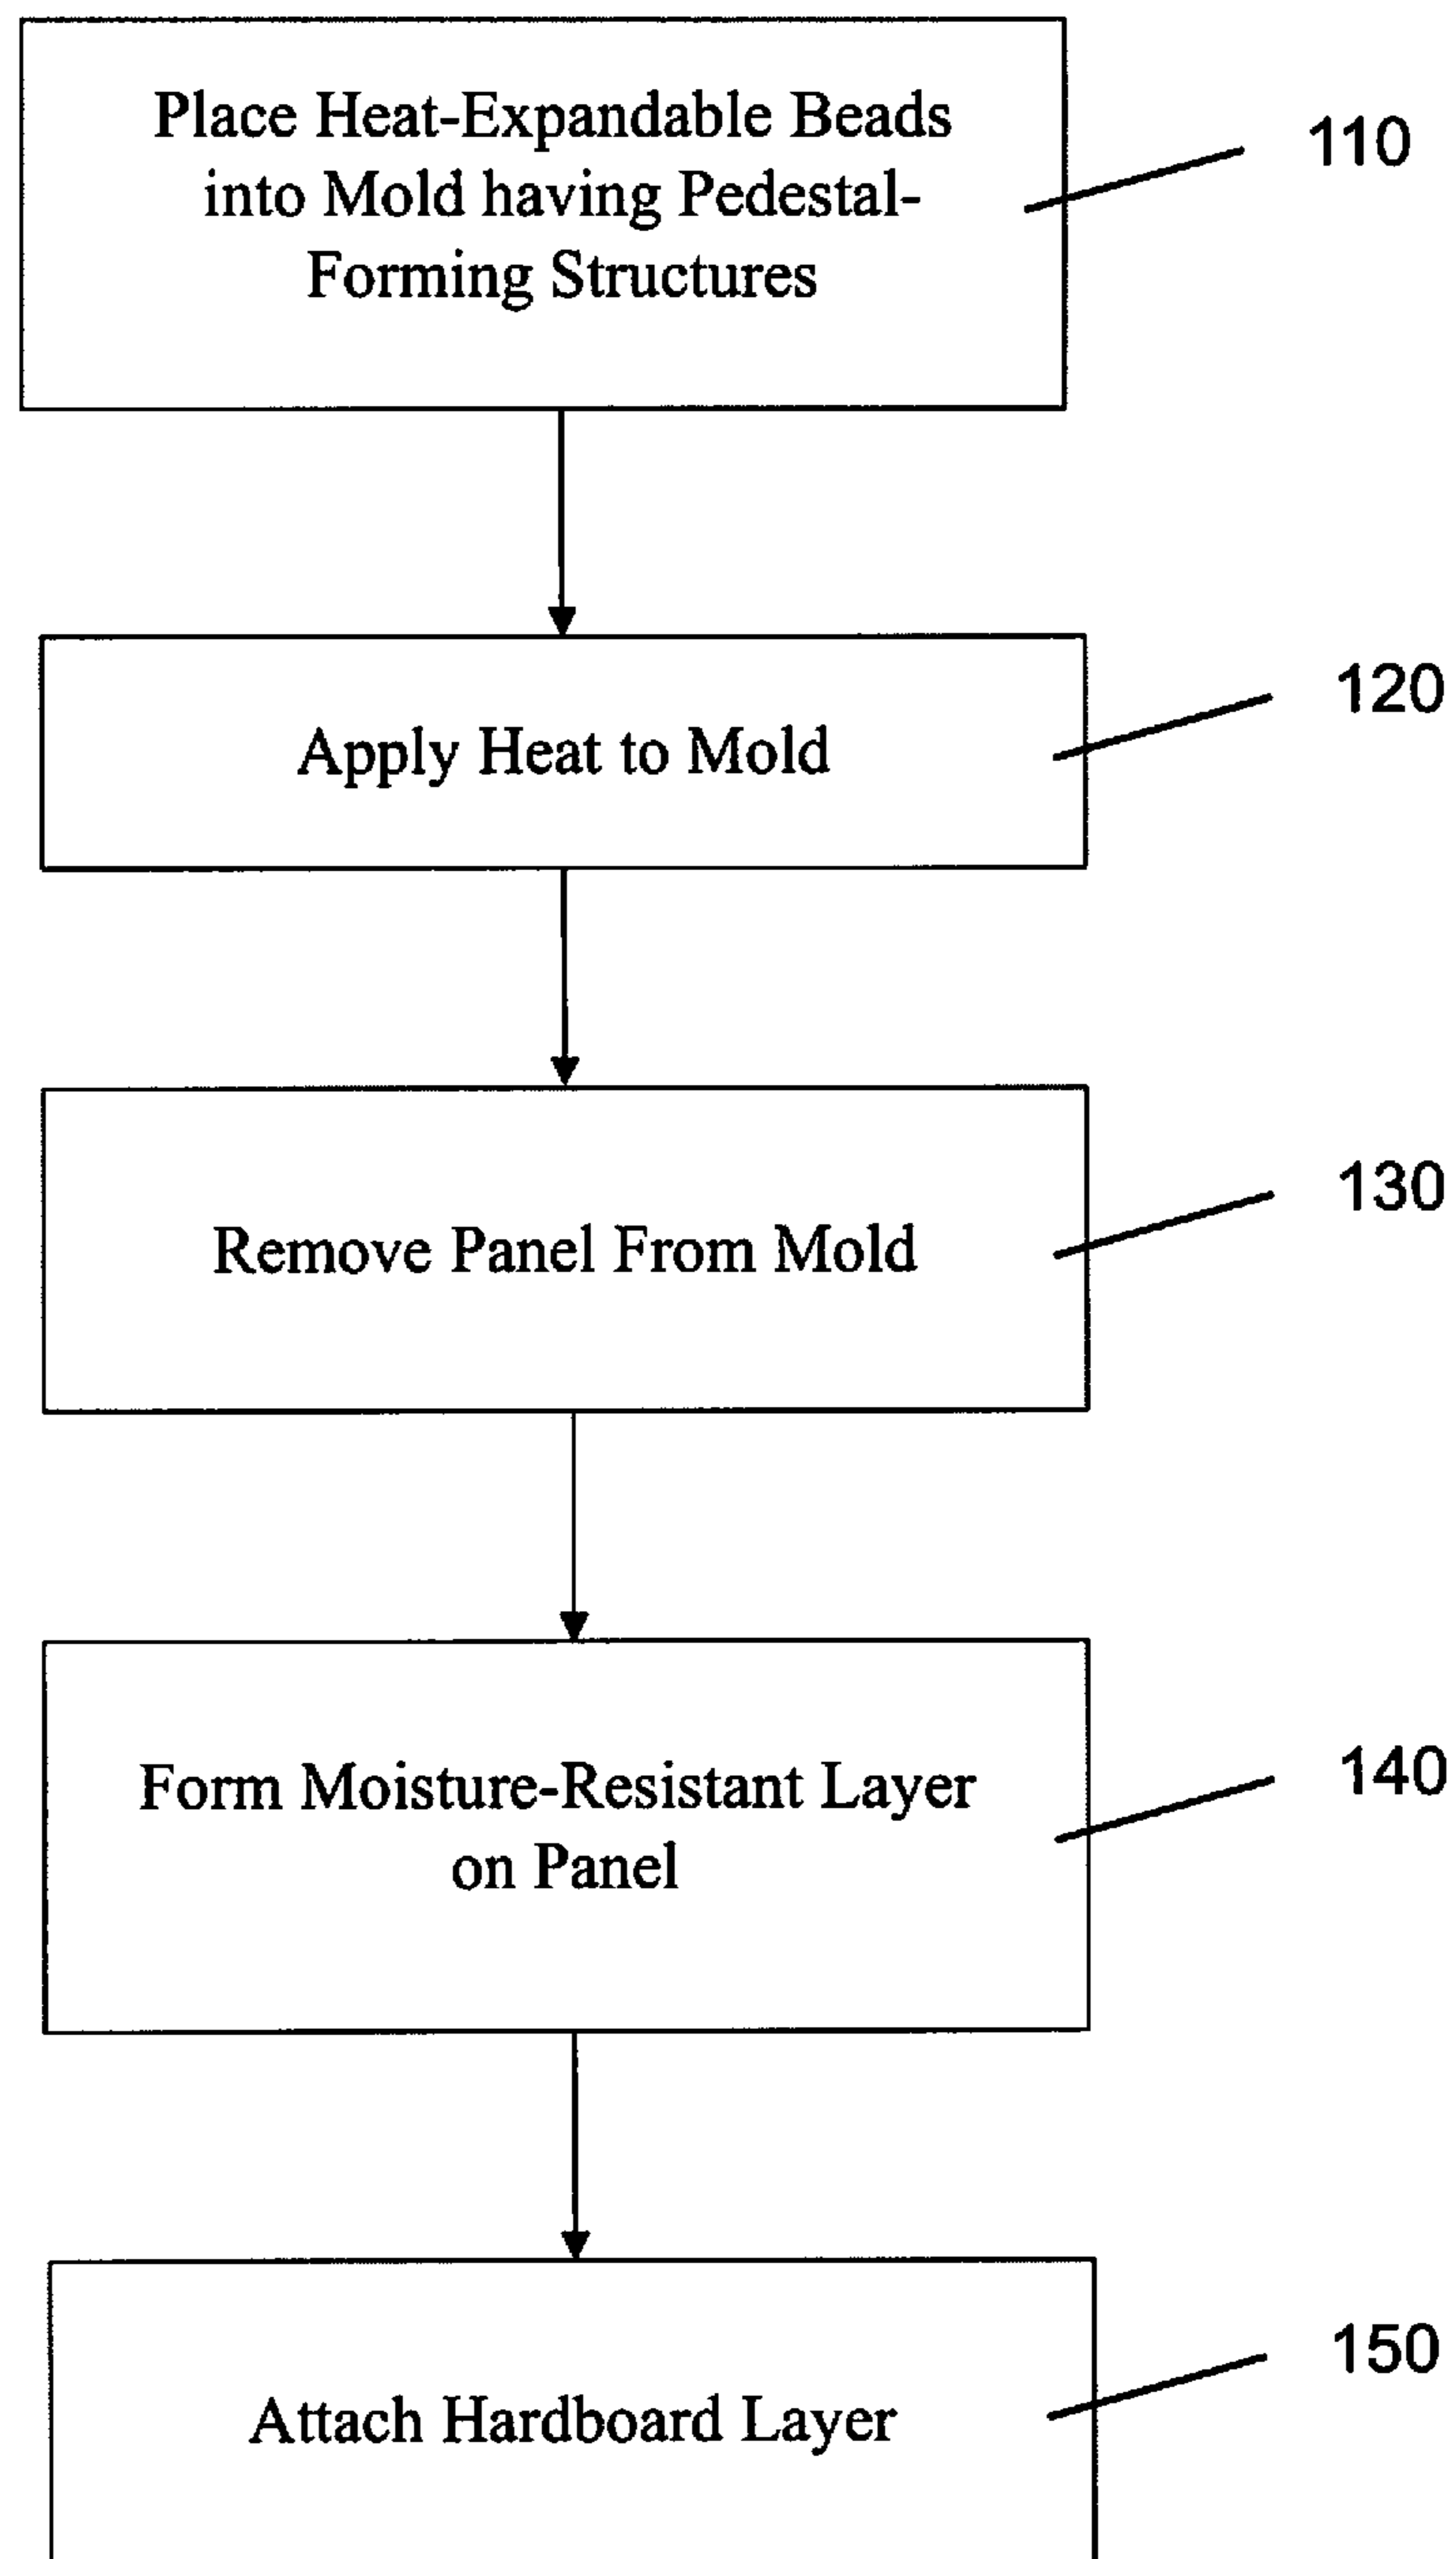 Place Heat-Expandable Beads
into Mold having Pedestal-
Forming Structures
110
Apply Heat to Mold
120
Remove Panel From Mold
130
Form Moisture-Resistant Layer
on Panel
140
Attach Hardboard Layer
150